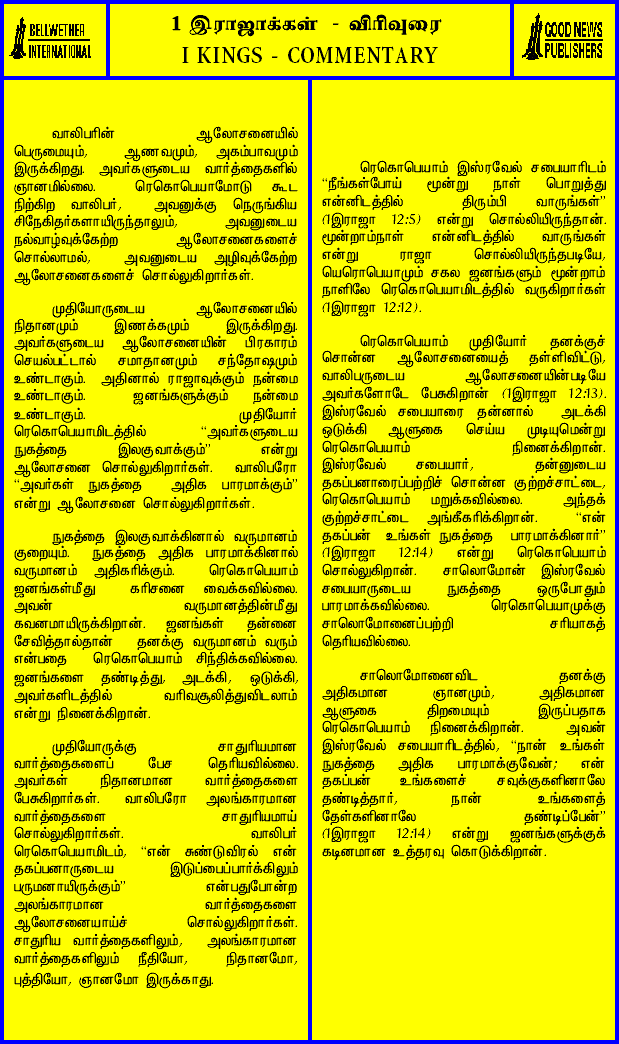 BELLWETHER
INTERNATIONAL
1 இராஜாக்கள் - விரிவுரை
I KINGS - COMMENTARY
GOOD NEWS
PUBLISHERS
வாலிபரின் ஆலோசனையில்
பெருமையும், ஆணவமும், அகம்பாவமும்
இருக்கிறது. அவர்களுடைய வார்த்தைகளில்
ஞானமில்லை. ரெகொபெயாமோடு கூட
நிற்கிற வாலிபர், அவனுக்கு நெருங்கிய
சிநேகிதர்களாயிருந்தாலும், அவனுடைய
நல்வாழ்வுக்கேற்ற ஆலோசனைகளைச்
சொல்லாமல், அவனுடைய அழிவுக்கேற்ற
ஆலோசனைகளைச் சொல்லுகிறார்கள்.
முதியோருடைய ஆலோசனையில்
நிதானமும் இணக்கமும் இருக்கிறது.
அவர்களுடைய ஆலோசனையின் பிரகாரம்
செயல்பட்டால் சமாதானமும் சந்தோஷமும்
உண்டாகும். அதினால் ராஜாவுக்கும் நன்மை
உண்டாகும். ஜனங்களுக்கும் நன்மை
உண்டாகும். முதியோர்
ரெகொபெயாமிடத்தில் “அவர்களுடைய
நுகத்தை இலகுவாக்கும்” என்று
ஆலோசனை சொல்லுகிறார்கள். வாலிபரோ
“அவர்கள் நுகத்தை அதிக பாரமாக்கும்”
என்று ஆலோசனை சொல்லுகிறார்கள்.
நுகத்தை இலகுவாக்கினால் வருமானம்
குறையும். நுகத்தை அதிக பாரமாக்கினால்
வருமானம் அதிகரிக்கும். ரெகொபெயாம்
ஜனங்கள்மீது கரிசனை வைக்கவில்லை.
அவன் வருமானத்தின்மீது
கவனமாயிருக்கிறான். ஜனங்கள் தன்னை
சேவித்தால்தான் தனக்கு வருமானம் வரும்
என்பதை ரெகொபெயாம் சிந்திக்கவில்லை.
ஜனங்களை தண்டித்து, அடக்கி, ஒடுக்கி,
அவர்களிடத்தில் வரிவசூலித்துவிடலாம்
என்று நினைக்கிறான்.
முதியோருக்கு சாதுரியமான
வார்த்தைகளைப் பேச தெரியவில்லை.
அவர்கள் நிதானமான வார்த்தைகளை
பேசுகிறார்கள். வாலிபரோ அலங்காரமான
வார்த்தைகளை சாதுரியமாய்
சொல்லுகிறார்கள். வாலிபர்
ரெகொபெயாமிடம், “என் சுண்டுவிரல் என்
தகப்பனாருடைய இடுப்பைப்பார்க்கிலும்
பருமனாயிருக்கும்” என்பதுபோன்ற
அலங்காரமான வார்த்தைகளை
ஆலோசனையாய்ச் சொல்லுகிறார்கள்.
சாதுரிய வார்த்தைகளிலும், அலங்காரமான
வார்த்தைகளிலும் நீதியோ, நிதானமோ,
புத்தியோ, ஞானமோ இருக்காது.
ரெகொபெயாம் இஸ்ரவேல் சபையாரிடம்
“நீங்கள்போய் மூன்று நாள் பொறுத்து
என்னிடத்தில் திரும்பி வாருங்கள்”
(1இராஜா 12:5) என்று சொல்லியிருந்தான்.
மூன்றாம்நாள் என்னிடத்தில் வாருங்கள்
என்று ராஜா சொல்லியிருந்தபடியே,
யெரொபெயாமும் சகல ஜனங்களும் மூன்றாம்
நாளிலே ரெகொபெயாமிடத்தில் வருகிறார்கள்
(1இராஜா 12:12).
ரெகொபெயாம் முதியோர் தனக்குச்
சொன்ன ஆலோசனையைத் தள்ளிவிட்டு,
வாலிபருடைய ஆலோசனையின்படியே
அவர்களோடே பேசுகிறான் (1இராஜா 12:13).
இஸ்ரவேல் சபையாரை தன்னால் அடக்கி
ஒடுக்கி ஆளுகை செய்ய முடியுமென்று
ரெகொபெயாம் நினைக்கிறான்.
இஸ்ரவேல் சபையார், தன்னுடைய
தகப்பனாரைப்பற்றிச் சொன்ன குற்றச்சாட்டை,
ரெகொபெயாம் மறுக்கவில்லை. அந்தக்
குற்றச்சாட்டை அங்கீகரிக்கிறான். “என்
தகப்பன் உங்கள் நுகத்தை பாரமாக்கினார்”
(1இராஜா 12:14) என்று ரெகொபெயாம்
சொல்லுகிறான். சாலொமோன் இஸ்ரவேல்
சபையாருடைய நுகத்தை ஒருபோதும்
பாரமாக்கவில்லை. ரெகொபெயாமுக்கு
சாலொமோனைப்பற்றி சரியாகத்
தெரியவில்லை.
சாலொமோனைவிட தனக்கு
அதிகமான ஞானமும், அதிகமான
ஆளுகை திறமையும் இருப்பதாக
ரெகொபெயாம் நினைக்கிறான். அவன்
இஸ்ரவேல் சபையாரிடத்தில், “நான் உங்கள்
நுகத்தை அதிக பாரமாக்குவேன்; என்
தகப்பன் உங்களைச் சவுக்குகளினாலே
தண்டித்தார், நான் உங்களைத்
தேள்களினாலே தண்டிப்பேன்”
(1இராஜா 12:14) என்று ஜனங்களுக்குக்
கடினமான உத்தரவு கொடுக்கிறான்.